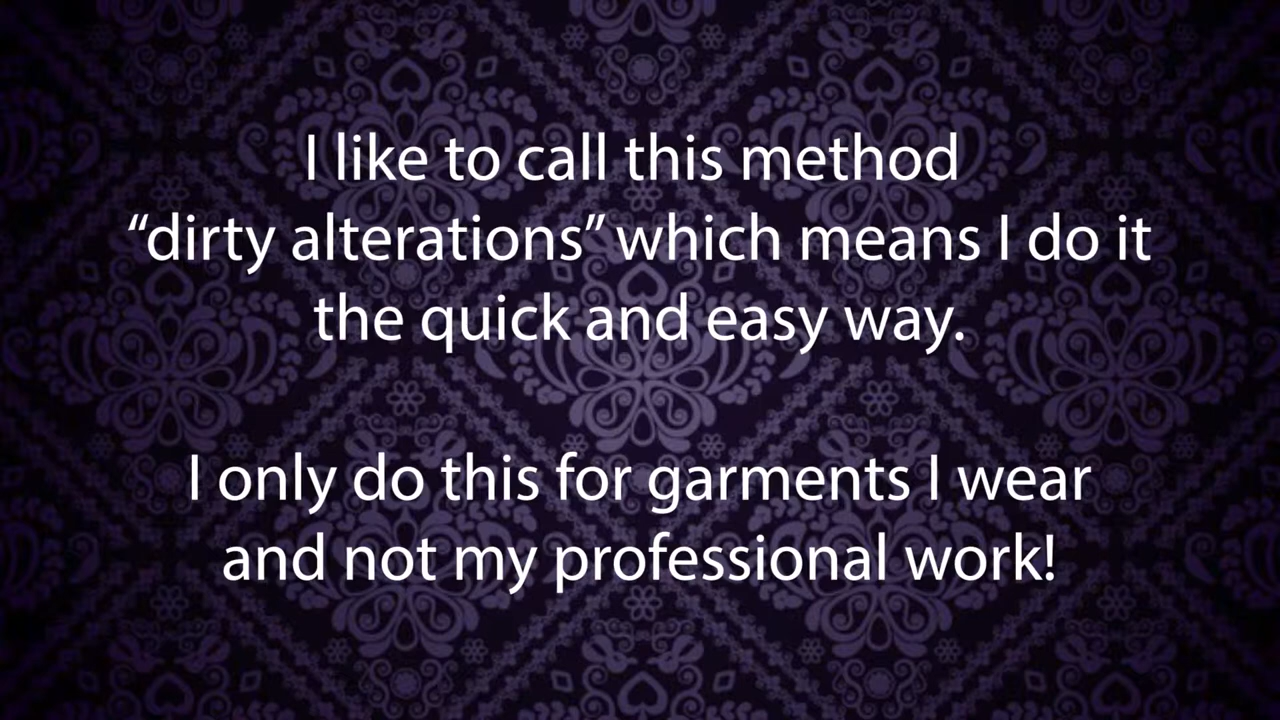 I like to call this method
“dirty alterations” which means I do it
the quick and easy way.
I only do this for garments I wear
and not my professional work!